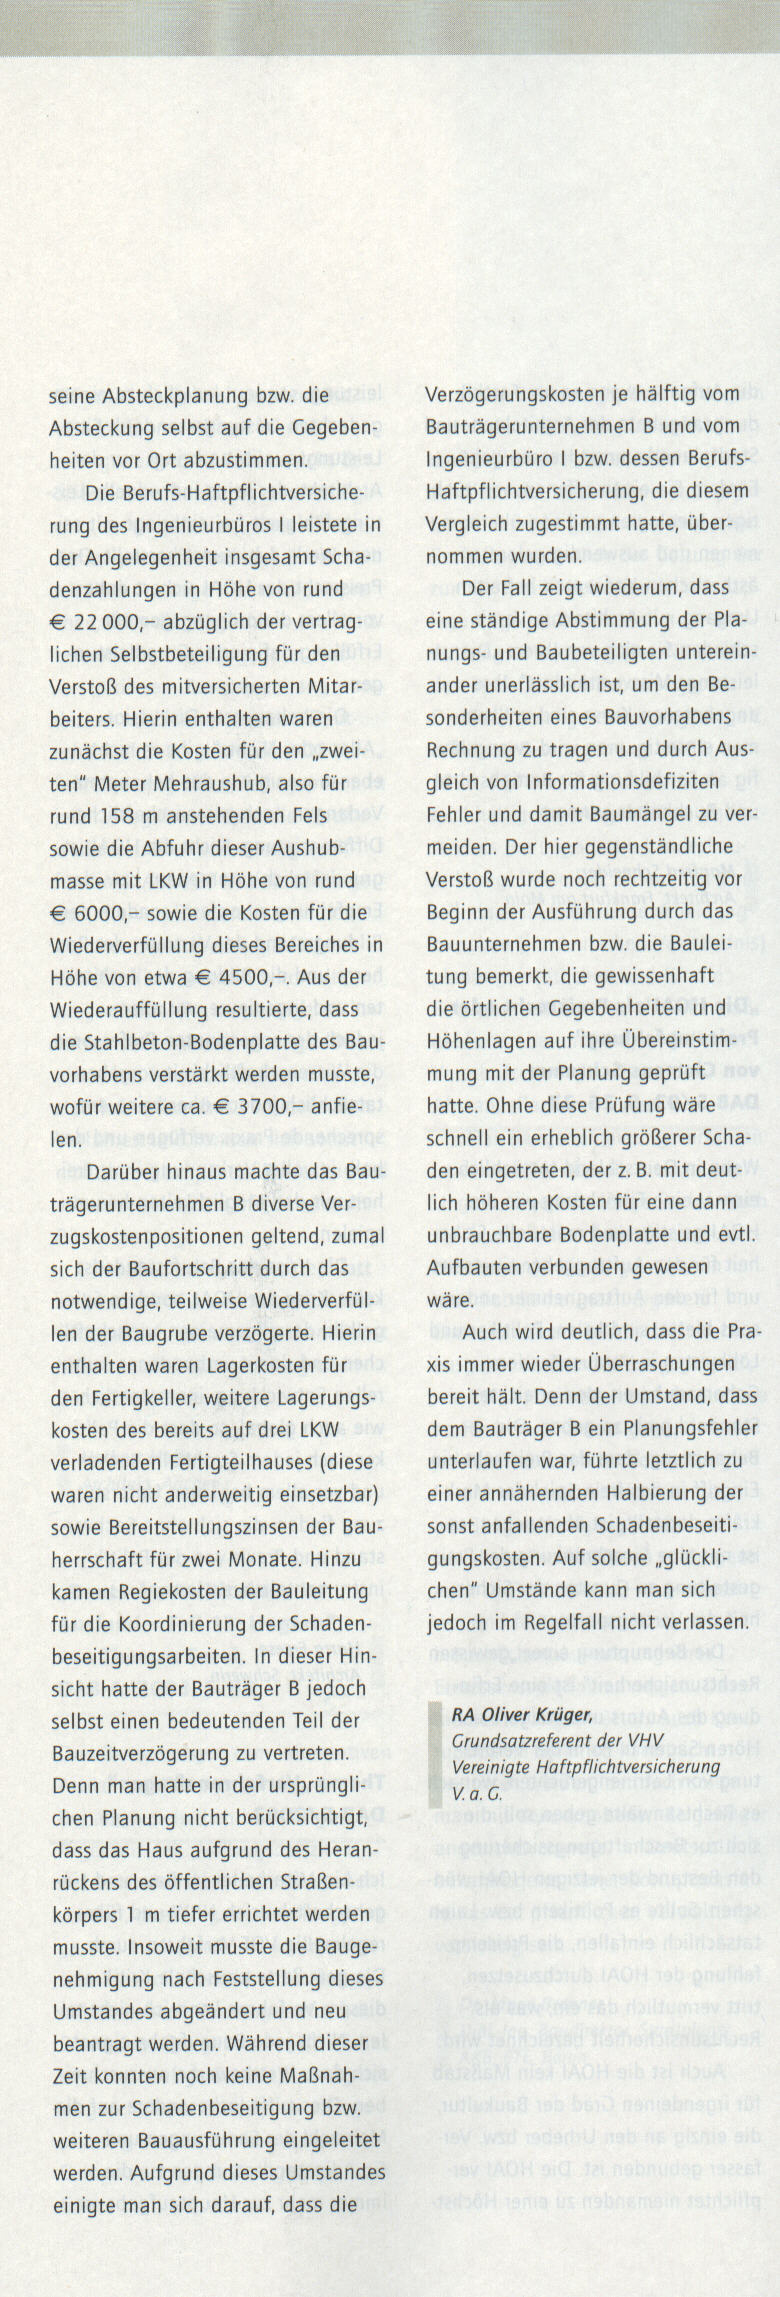 seine Absteckplanung bzw. die
Absteckung selbst auf die Gegeben-
heiten vor Ort abzustimmen.
Die Berufs-Haftpflichtversiche-
rung des Ingenieurbüros I leistete in
der Angelegenheit insgesamt Scha-
denzahlungen in Höhe von rund
€ 22 000,– abzüglich der vertrag-
lichen Selbstbeteiligung für den
Verstoß des mitversicherten Mitar-
beiters. Hierin enthalten waren
zunächst die Kosten für den „zwei-
ten“ Meter Mehraushub, also für
rund 158 m anstehenden Fels
sowie die Abfuhr dieser Aushub-
masse mit LKW in Höhe von rund
€ 6000,– sowie die Kosten für die
Wiederverfüllung dieses Bereiches in
Höhe von etwa € 4500,–. Aus der
Wiederauffüllung resultierte, dass
die Stahlbeton-Bodenplatte des Bau-
vorhabens verstärkt werden musste,
wofür weitere ca. € 3700,– anfie-
len.
Darüber hinaus machte das Bau-
trägerunternehmen B diverse Ver-
zugskostenpositionen geltend, zumal
sich der Baufortschritt durch das
notwendige, teilweise Wiederverfül-
len der Baugrube verzögerte. Hierin
enthalten waren Lagerkosten für
den Fertigkeller, weitere Lagerungs-
kosten des bereits auf drei LKW
verladenden Fertigteilhauses (diese
waren nicht anderweitig einsetzbar)
sowie Bereitstellungszinsen der Bau-
herrschaft für zwei Monate. Hinzu
kamen Regiekosten der Bauleitung
für die Koordinierung der Schaden-
beseitigungsarbeiten. In dieser Hin-
sicht hatte der Bauträger B jedoch
selbst einen bedeutenden Teil der
Bauzeitverzögerung zu vertreten.
Denn man hatte in der ursprüngli-
chen Planung nicht berücksichtigt,
dass das Haus aufgrund des Heran-
rückens des öffentlichen Straßen-
körpers 1 m tiefer errichtet werden
musste. Insoweit musste die Bauge-
nehmigung nach Feststellung dieses
Umstandes abgeändert und neu
beantragt werden. Während dieser
Zeit konnten noch keine Maßnah-
men zur Schadenbeseitigung bzw.
weiteren Bauausführung eingeleitet
werden. Aufgrund dieses Umstandes
einigte man sich darauf, dass die
Verzögerungskosten je hälftig vom
Bauträgerunternehmen B und vom
Ingenieurbüro I bzw. dessen Berufs-
Haftpflichtversicherung, die diesem
Vergleich zugestimmt hatte, über-
nommen wurden.
Der Fall zeigt wiederum, dass
eine ständige Abstimmung der Pla-
nungs- und Baubeteiligten unterein-
ander unerlässlich ist, um den Be-
sonderheiten eines Bauvorhabens
Rechnung zu tragen und durch Aus-
gleich von Informationsdefiziten
Fehler und damit Baumängel zu ver-
meiden. Der hier gegenständliche
Verstoß wurde noch rechtzeitig vor
Beginn der Ausführung durch das
Bauunternehmen bzw. die Baulei-
tung bemerkt, die gewissenhaft
die örtlichen Gegebenheiten und
Höhenlagen auf ihre Übereinstim-
mung mit der Planung geprüft
hatte. Ohne diese Prüfung wäre
schnell ein erheblich größerer Scha-
den eingetreten, der z. B. mit deut-
lich höheren Kosten für eine dann
unbrauchbare Bodenplatte und evtl.
Aufbauten verbunden gewesen
wäre.
Auch wird deutlich, dass die Pra-
xis immer wieder Überraschungen
bereit hält. Denn der Umstand, dass
dem Bauträger B ein Planungsfehler
unterlaufen war, führte letztlich zu
einer annähernden Halbierung der
sonst anfallenden Schadenbeseiti-
gungskosten. Auf solche „glückli-
chen“ Umstände kann man sich
jedoch im Regelfall nicht verlassen.
RA Oliver Krüger,
Grundsatzreferent der VHV
Vereinigte Haftpflichtversicherung
V. a. G.